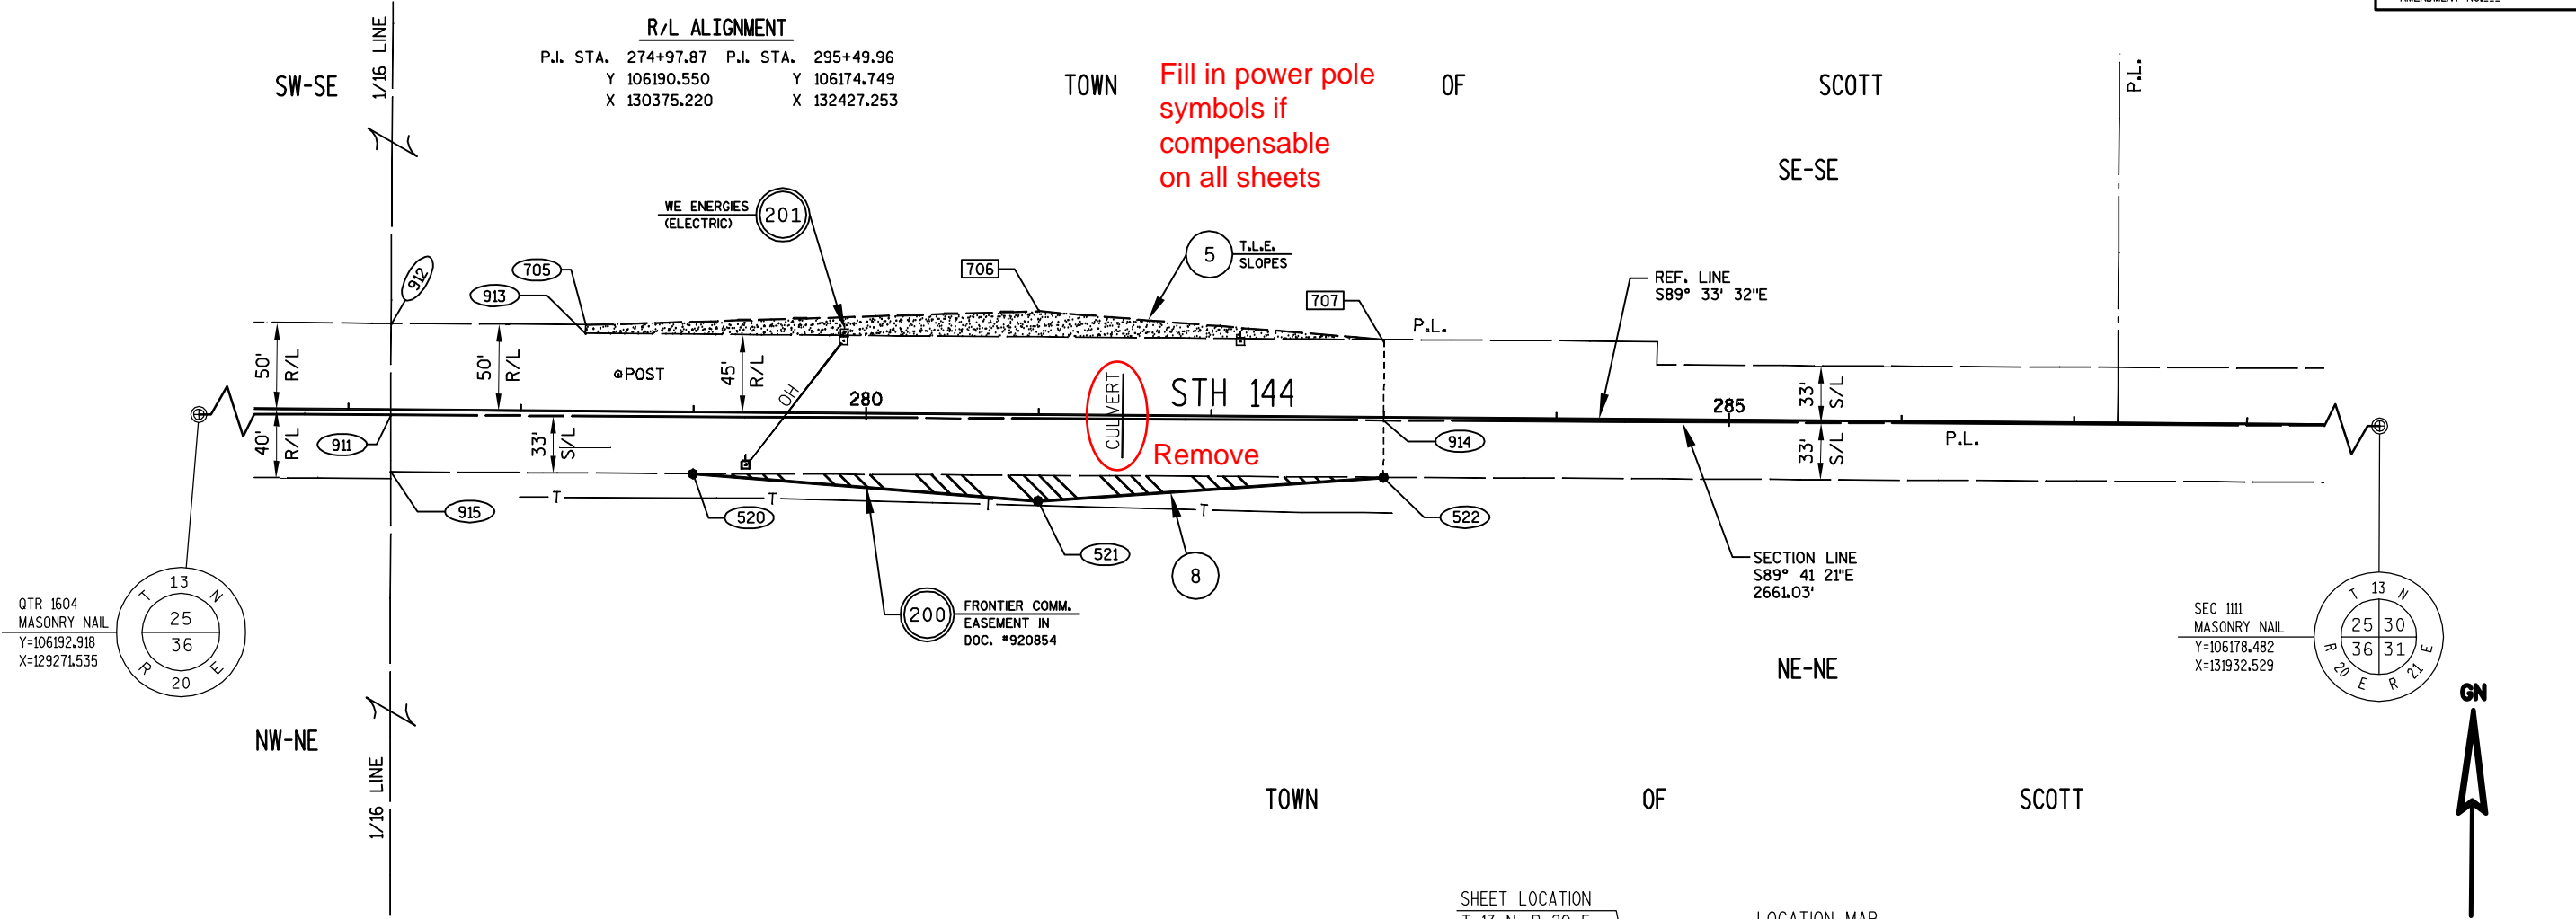 R/L ALIGNMENT
P.I. STA. 274+97.87 P.I. STA. 295+49.96
Y 106190.550 Y 106174.749
X 130375.220 X 132427.253
SW-SE
1/16 LINE
TOWN OF SCOTT
Fill in power pole
symbols if
compensable
on all sheets
P.L.
SE-SE
WE ENERGIES
(ELECTRIC)
201
5
T.L.E.
SLOPES
912
705
913
706
707
REF. LINE
S89° 33' 32"E
P.L.
50'
R/L
50'
R/L
POST
45'
R/L
OH
280
CULVERT
STH 144
285
33'
S/L
40'
R/L
911
33'
S/L
Remove
914
33'
S/L
P.L.
915
T
T
T
T
520
521
522
8
SECTION LINE
S89° 41 21"E
2661.03'
200
FRONTIER COMM.
EASEMENT IN
DOC. #920854
QTR 1604
MASONRY NAIL
Y=106192.918
X=129271.535
T 13 N
25
36
R 20 E
SEC 1111
MASONRY NAIL
Y=106178.482
X=131932.529
T 13 N
25 30
36 31
R 20 E R 21 E
NE-NE
GN
NW-NE
1/16 LINE
TOWN OF SCOTT
SHEET LOCATION
T 13 N, R 20 E
LOCATION MAP